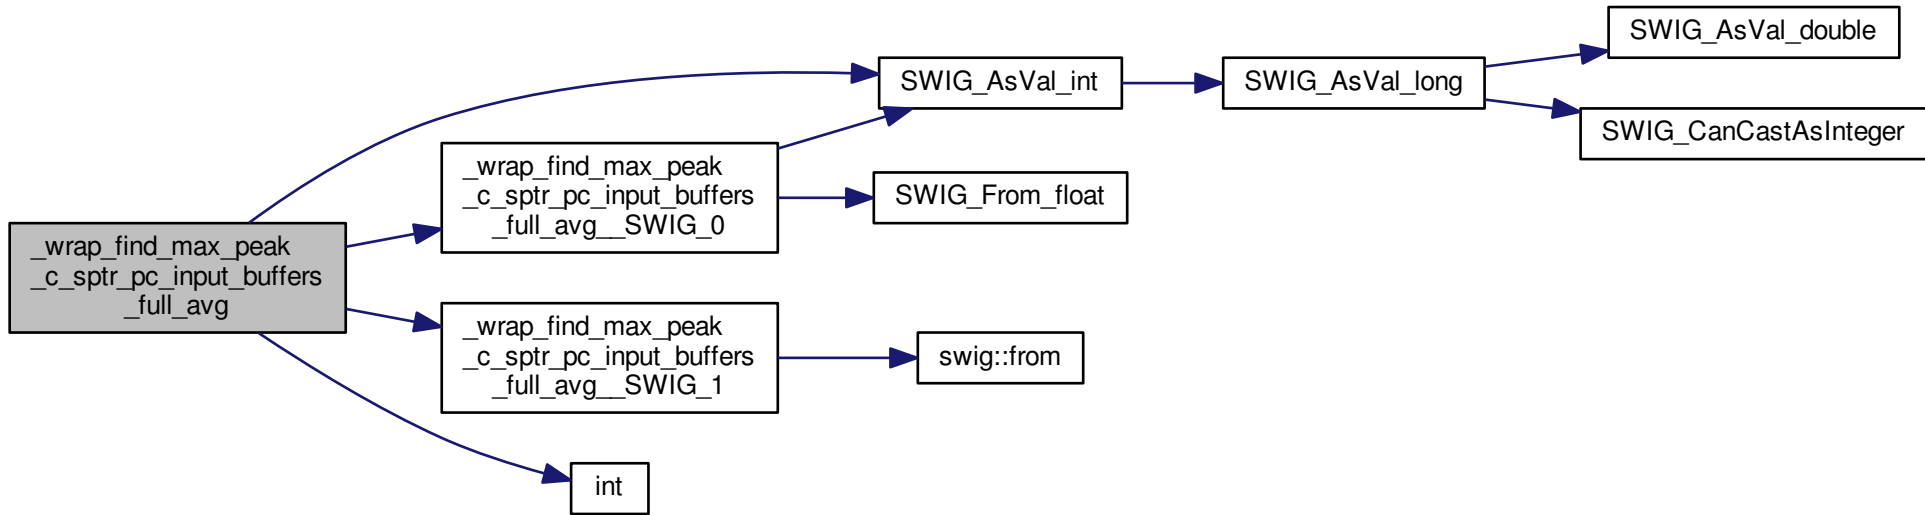 _wrap_find_max_peak
_c_sptr_pc_input_buffers
_full_avg
_wrap_find_max_peak
_c_sptr_pc_input_buffers
_full_avg__SWIG_0
_wrap_find_max_peak
_c_sptr_pc_input_buffers
_full_avg__SWIG_1
int
SWIG_AsVal_int
SWIG_From_float
swig::from
SWIG_AsVal_long
SWIG_AsVal_double
SWIG_CanCastAsInteger